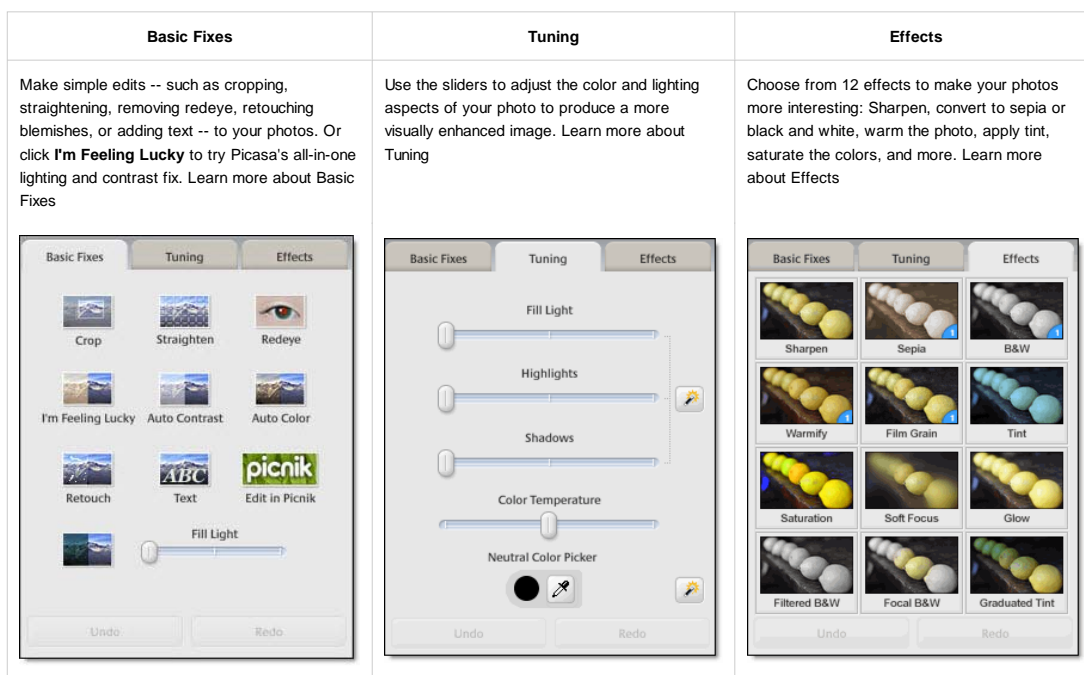 Basic Fixes
Make simple edits -- such as cropping,
straightening, removing redeye, retouching
blemishes, or adding text -- to your photos. Or
click I'm Feeling Lucky to try Picasa's all-in-one
lighting and contrast fix. Learn more about Basic
Fixes
Basic Fixes Tuning Effects
Crop Straighten Redeye
I'm Feeling Lucky Auto Contrast Auto Color
ABC picnik
Retouch Text Edit in Picnik
Fill Light
Undo Redo
Tuning
Use the sliders to adjust the color and lighting
aspects of your photo to produce a more
visually enhanced image. Learn more about
Tuning
Basic Fixes Tuning Effects
Fill Light
Highlights
Shadows
Color Temperature
Neutral Color Picker
Undo Redo
Effects
Choose from 12 effects to make your photos
more interesting: Sharpen, convert to sepia or
black and white, warm the photo, apply tint,
saturate the colors, and more. Learn more
about Effects
Basic Fixes Tuning Effects
1 1
Sharpen Sepia B&W
1 1
Warmify Film Grain Tint
Saturation Soft Focus Glow
Filtered B&W Focal B&W Graduated Tint
Undo Redo